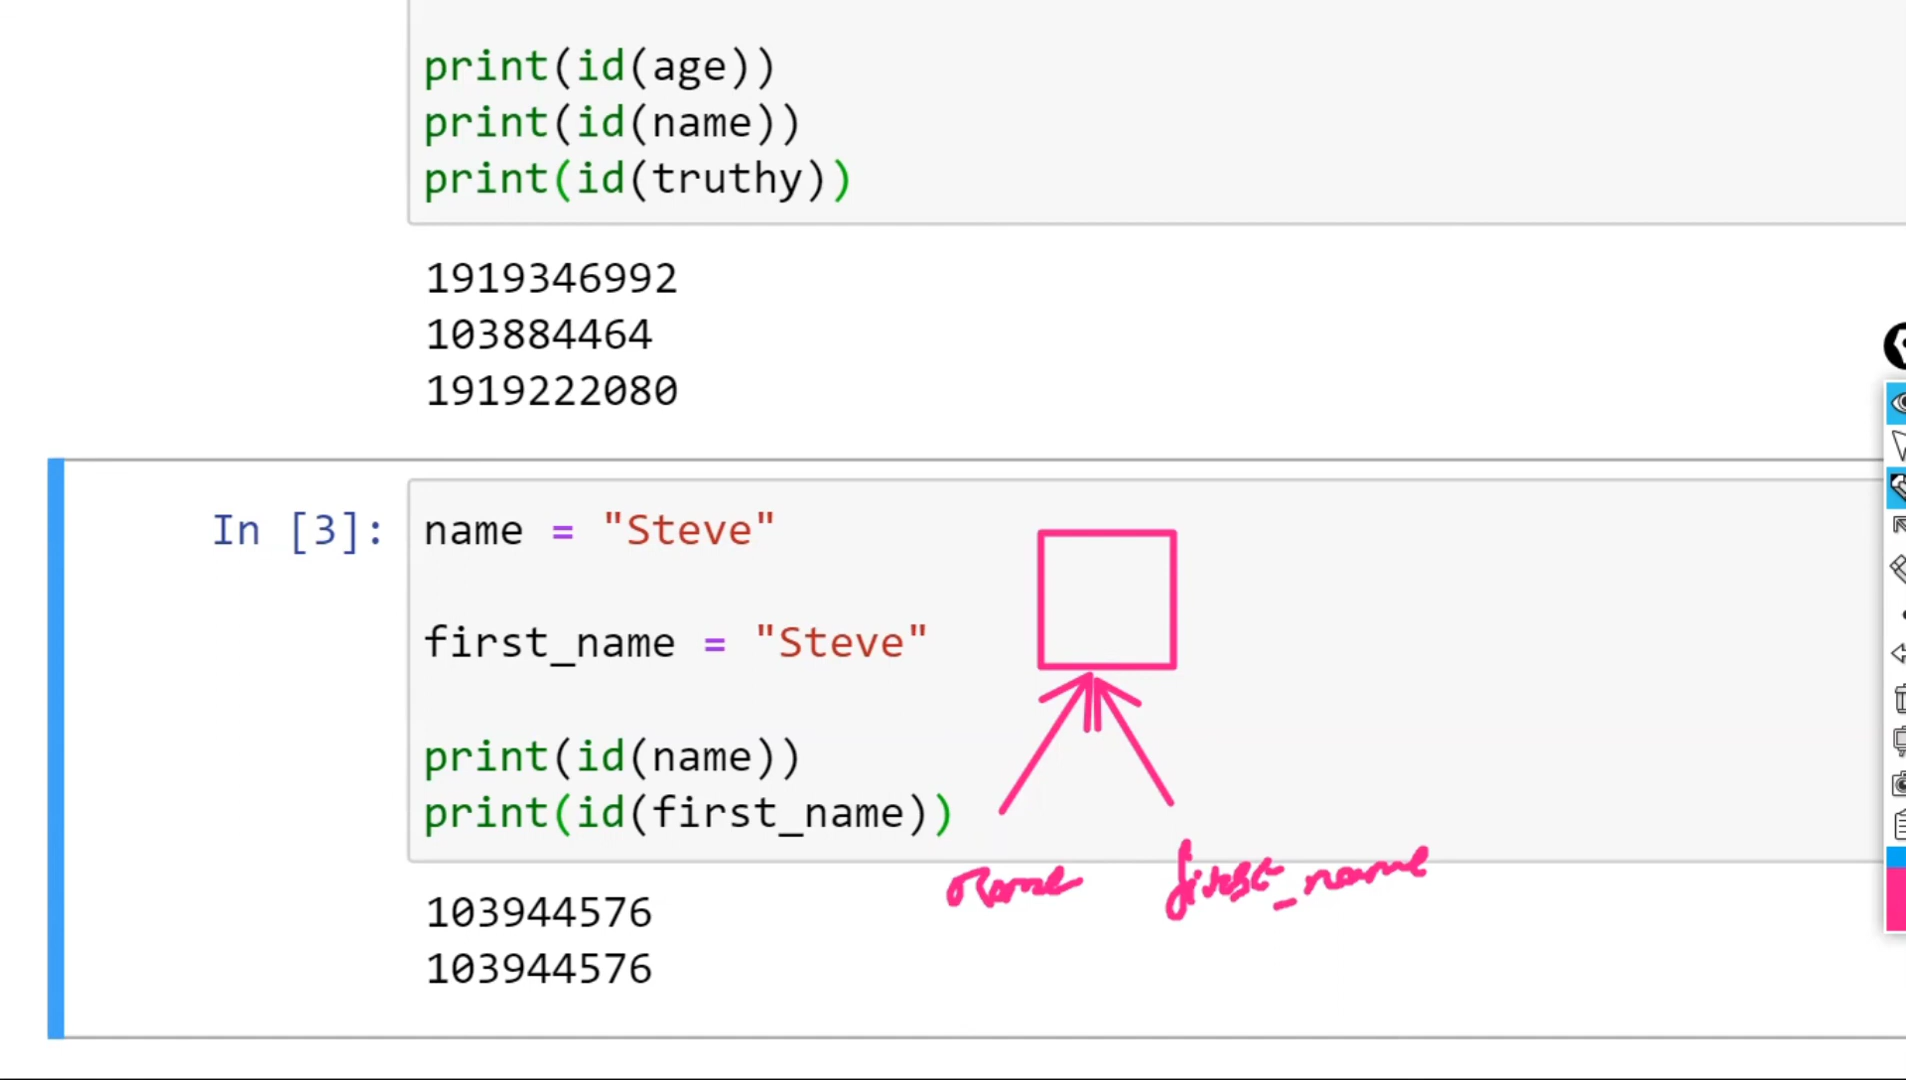 print(id(age))
print(id(name))
print(id(truthy))
1919346992
103884464
1919222080
In [3]:
name = "Steve"
first_name = "Steve"
print(id(name))
print(id(first_name))
name first_name
103944576
103944576